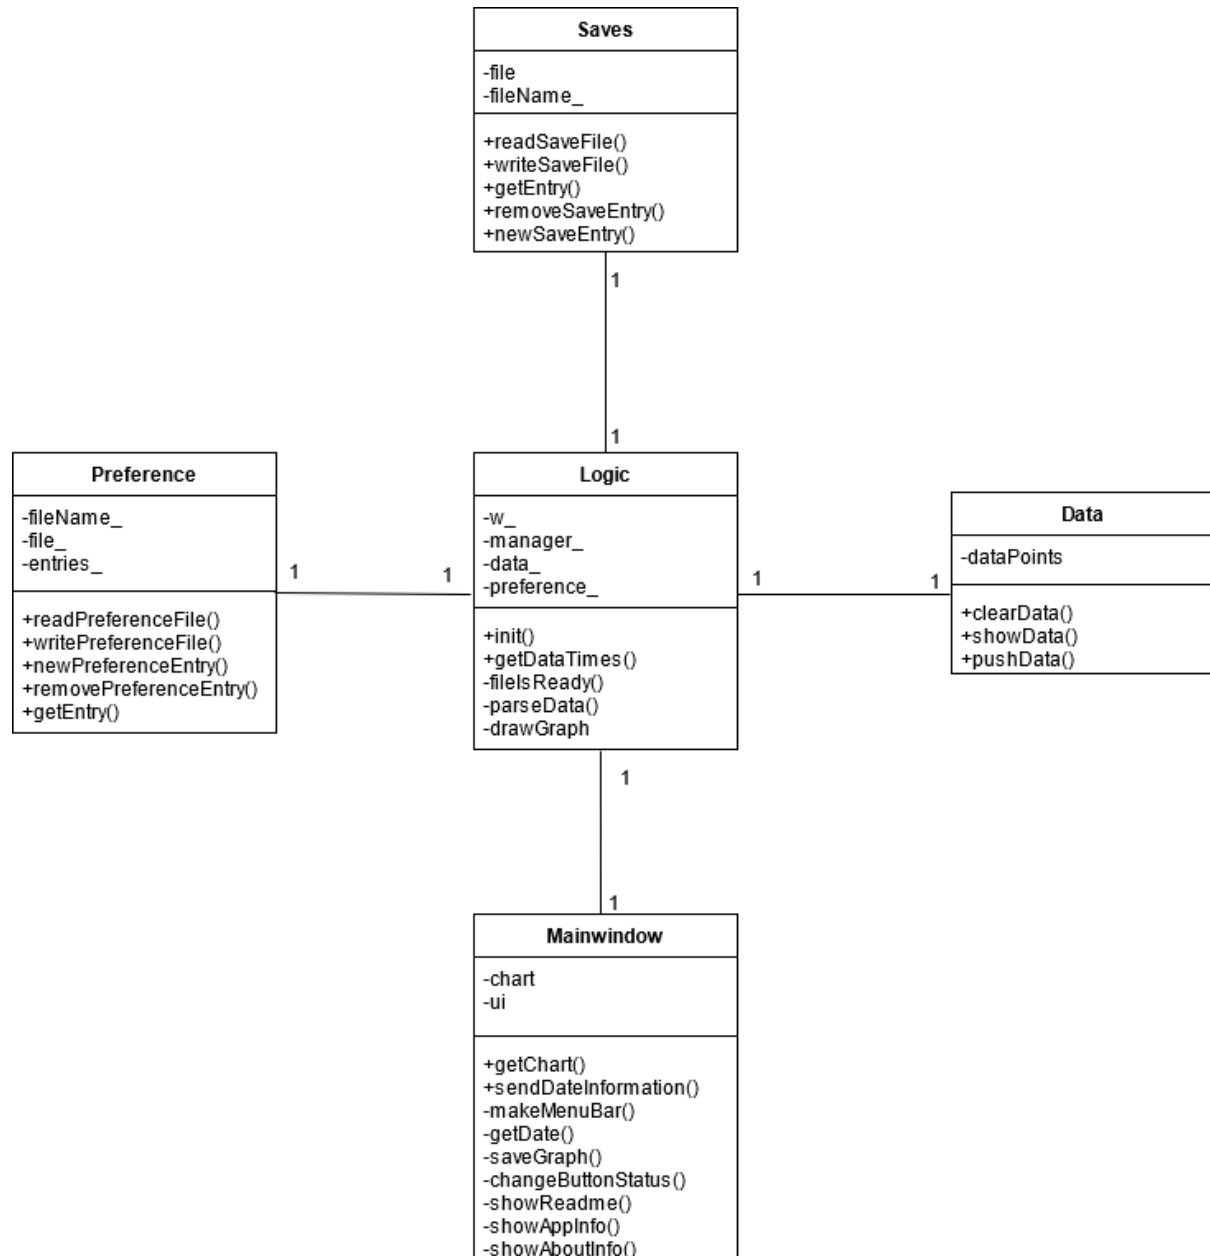 Saves
-file
-fileName_
+readSaveFile()
+writeSaveFile()
+getEntry()
+removeSaveEntry()
+newSaveEntry()
1
1
Preference
-fileName_
-file_
-entries_
+readPreferenceFile()
+writePreferenceFile()
+newPreferenceEntry()
+removePreferenceEntry()
+getEntry()
1
1
Logic
-w_
-manager_
-data_
-preference_
+init()
+getDataTimes()
-fileIsReady()
-parseData()
-drawGraph
1
1
Data
-dataPoints
+clearData()
+showData()
+pushData()
1
1
Mainwindow
-chart
-ui
+getChart()
+sendDateInformation()
-makeMenuBar()
-getDate()
-saveGraph()
-changeButtonStatus()
-showReadme()
-showAppInfo()
-showAboutInfo()